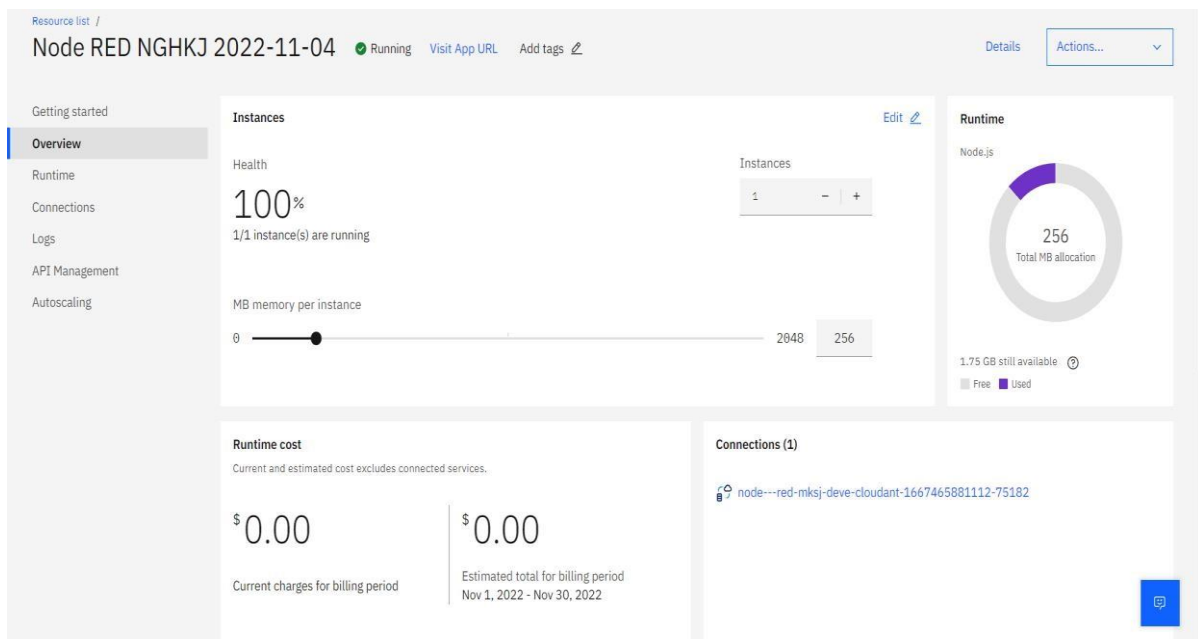 Resource list /
Node RED NGHKJ 2022-11-04 Running Visit App URL Add tags
Details Actions...
Getting started
Overview
Runtime
Connections
Logs
API Management
Autoscaling
Instances Edit
Health
100%
1/1 instance(s) are running
Instances
1 − +
MB memory per instance
0 2048 256
Runtime
Node.js
256
Total MB allocation
1.75 GB still available
Free Used
Runtime cost
Current and estimated cost excludes connected services.
$0.00
Current charges for billing period
$0.00
Estimated total for billing period
Nov 1, 2022 - Nov 30, 2022
Connections (1)
node---red-mksj-deve-cloudant-1667465881112-75182